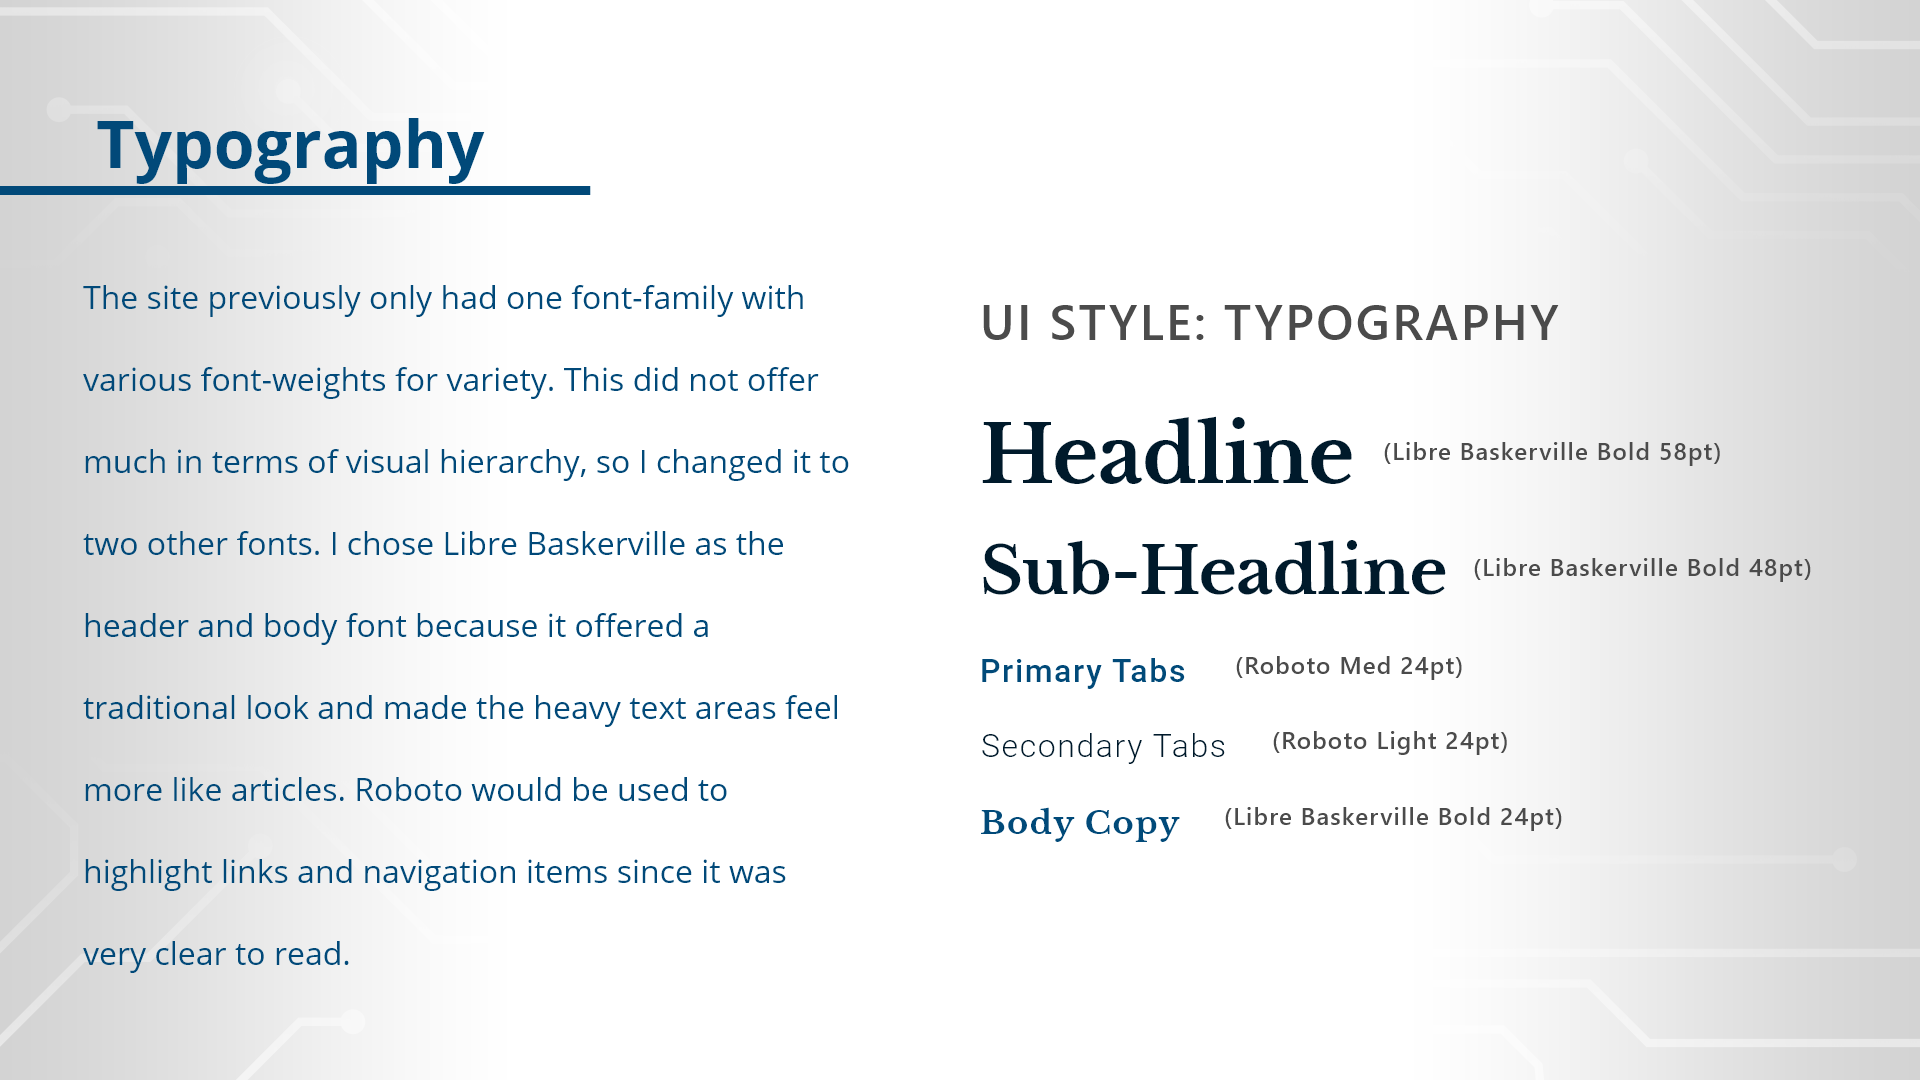 Typography
The site previously only had one font-family with
various font-weights for variety. This did not offer
much in terms of visual hierarchy, so I changed it to
two other fonts. I chose Libre Baskerville as the
header and body font because it offered a
traditional look and made the heavy text areas feel
more like articles. Roboto would be used to
highlight links and navigation items since it was
very clear to read.
UI STYLE: TYPOGRAPHY
Headline (Libre Baskerville Bold 58pt)
Sub-Headline (Libre Baskerville Bold 48pt)
Primary Tabs (Roboto Med 24pt)
Secondary Tabs (Roboto Light 24pt)
Body Copy (Libre Baskerville Bold 24pt)